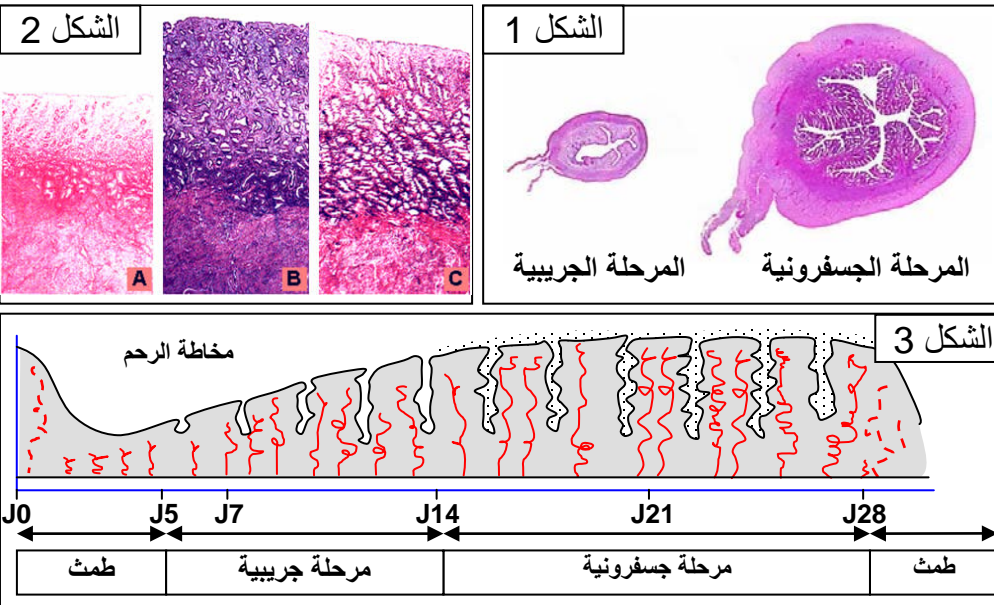 الشكل 1
المرحلة الجريبية
المرحلة الجسفرونية
الشكل 2
A
B
C
الشكل 3
مخاطة الرحم
J0 J5 J7 J14 J21 J28
طمث
مرحلة جريبية
مرحلة جسفرونية
طمث